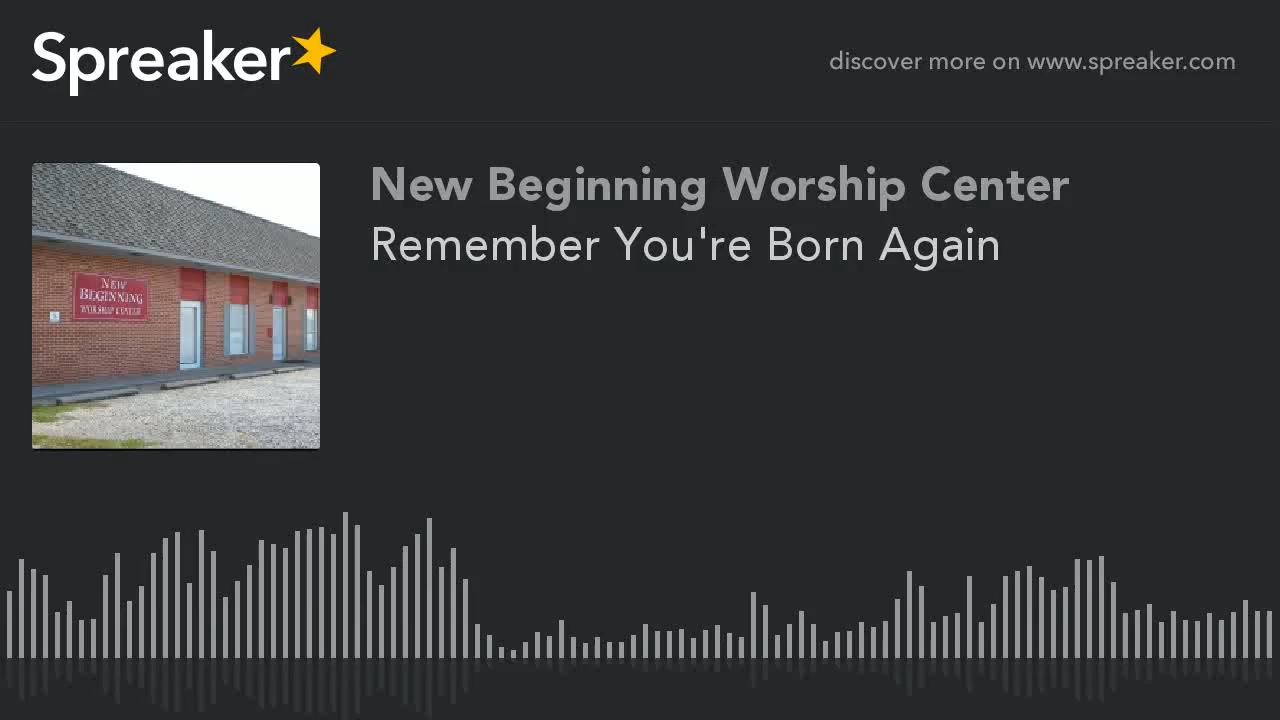 Spreaker
discover more on www.spreaker.com
New Beginning Worship Center
Remember You're Born Again
NEW
BEGINNING
WORSHIP CENTER